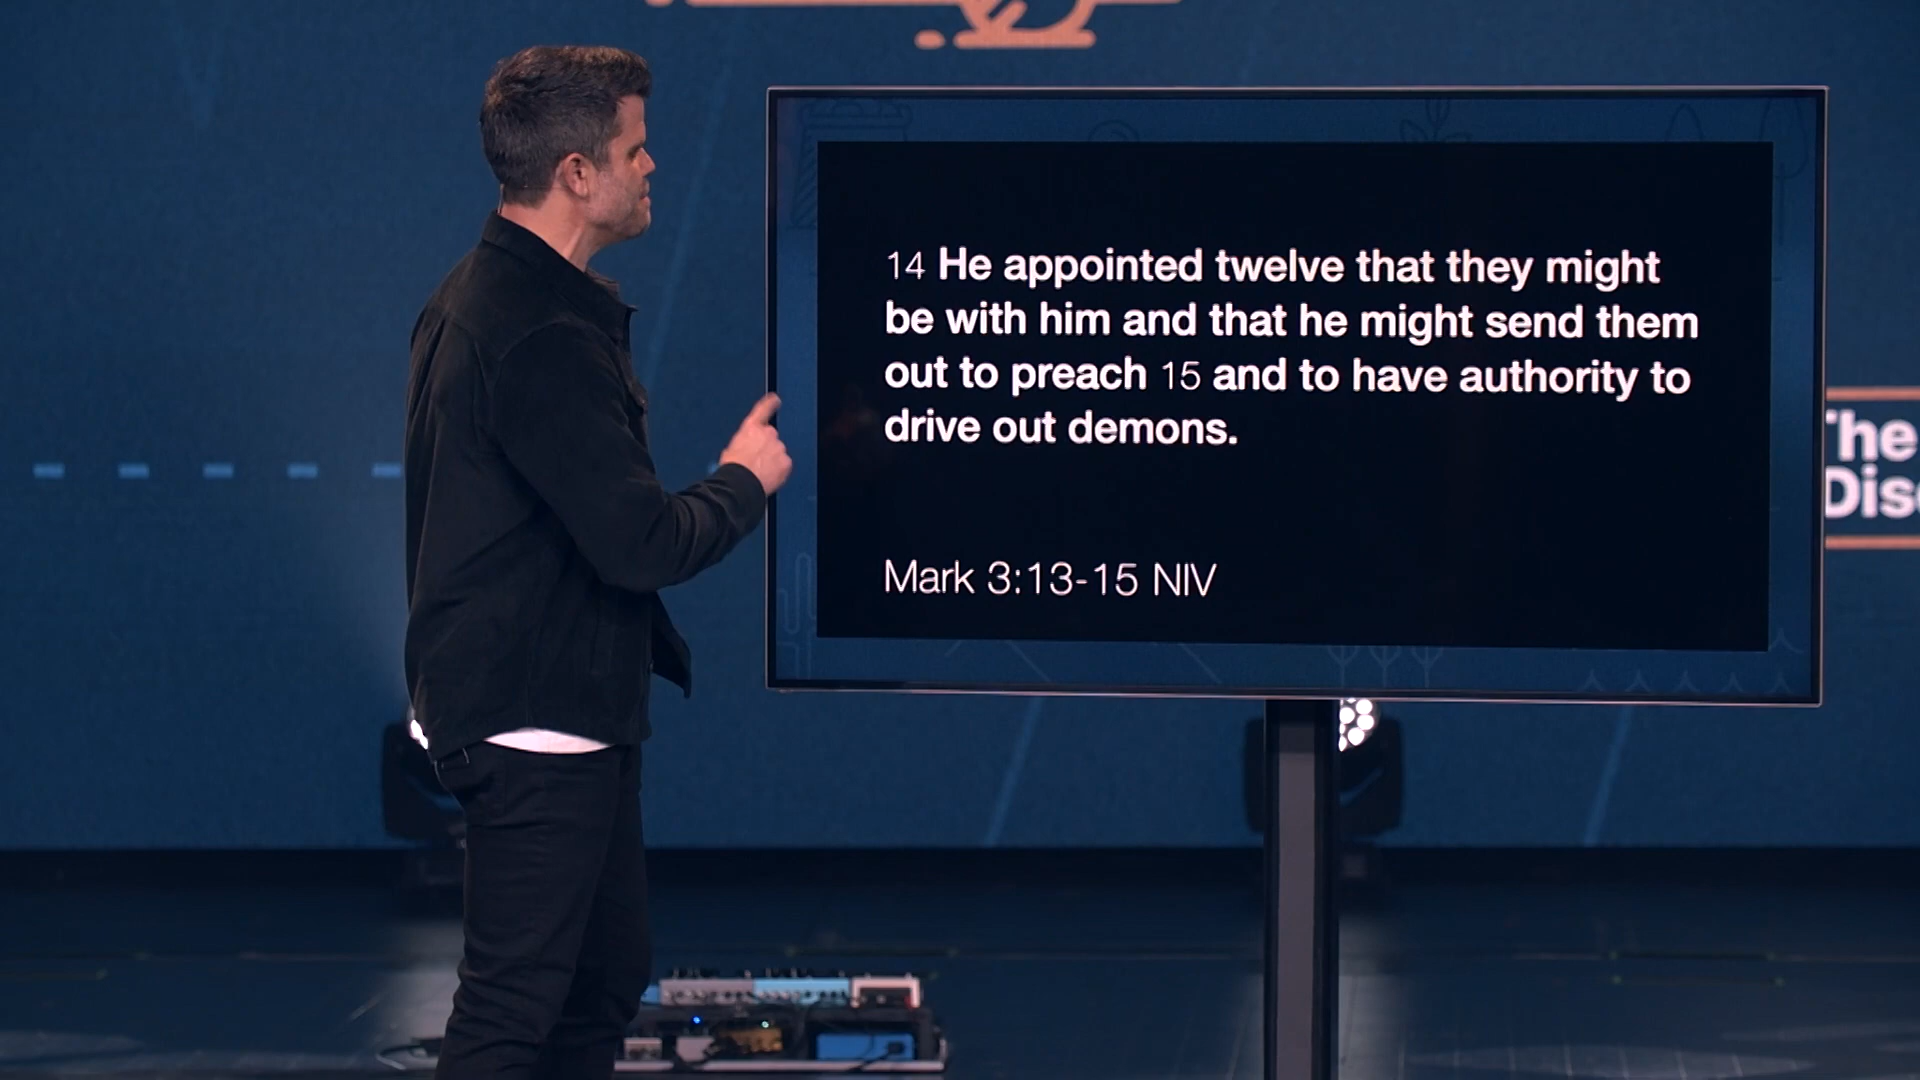 14 He appointed twelve that they might
be with him and that he might send them
out to preach 15 and to have authority to
drive out demons.
Mark 3:13-15 NIV
The